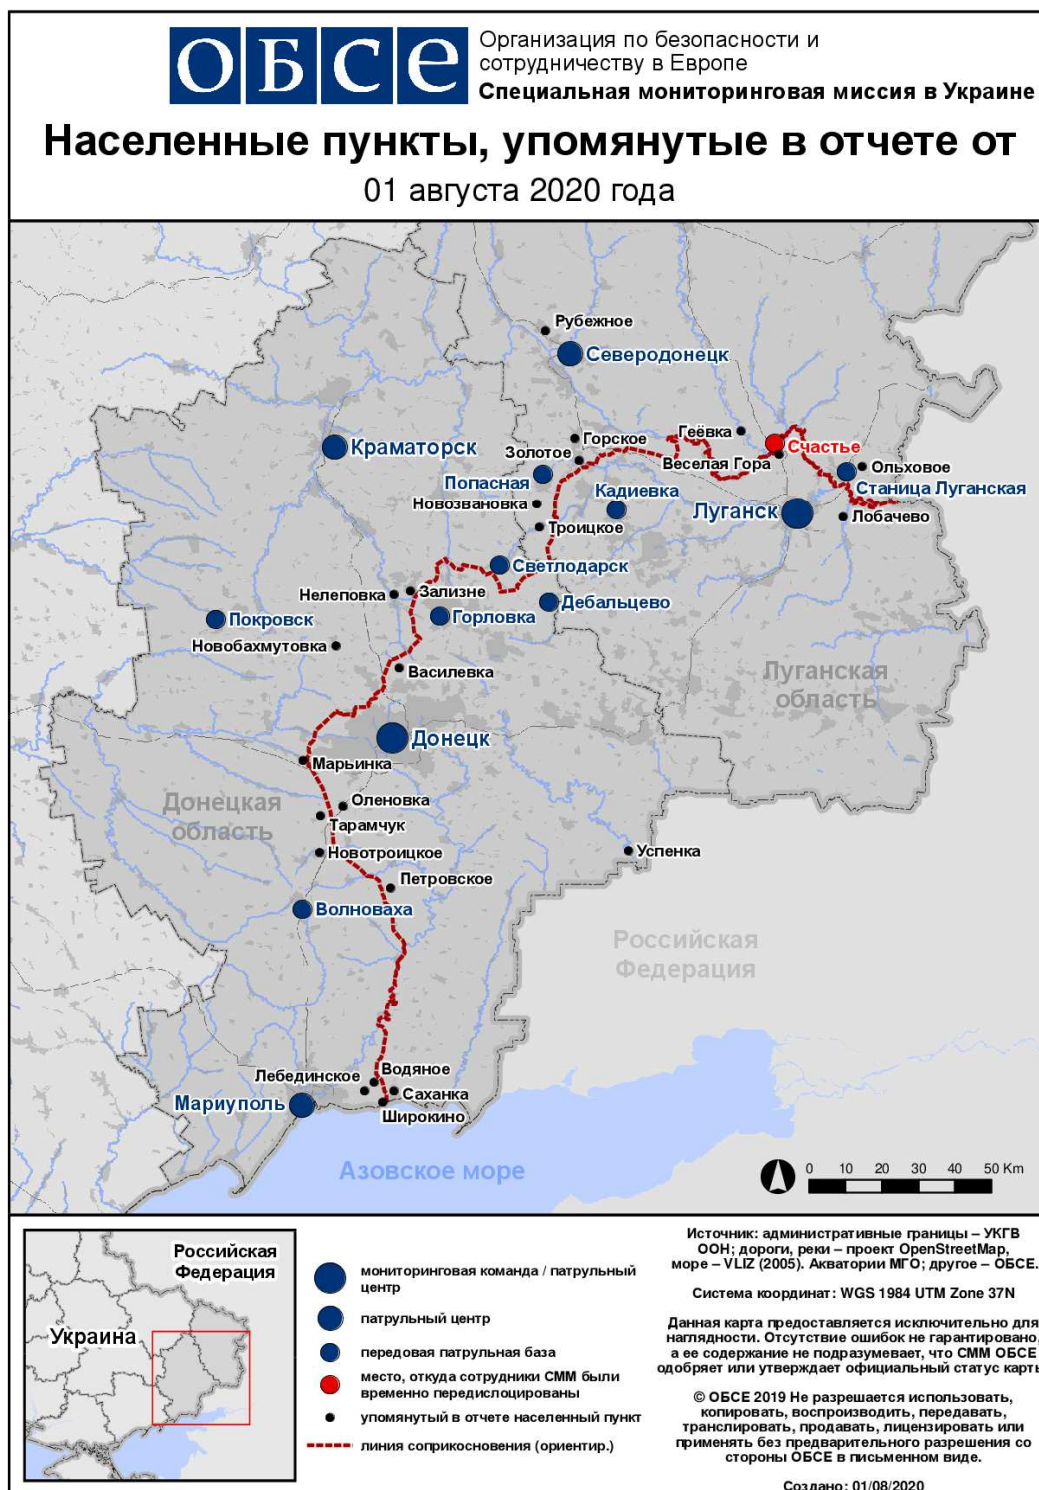 ОБСЕ
Организация по безопасности и
сотрудничеству в Европе
Специальная мониторинговая миссия в Украине
Населенные пункты, упомянутые в отчете от
01 августа 2020 года
Рубежное
Северодонецк
Краматорск
Горское
Золотое
Геёвка
Счастье
Веселая Гора
Ольховое
Станица Луганская
Попасная
Кадиевка
Новозвановка
Луганск
Лобачево
Троицкое
Светлодарск
Нелеповка
Зализне
Дебальцево
Горловка
Покровск
Новобахмутовка
Василевка
Луганская
область
Донецк
Марьинка
Донецкая
область
Оленовка
Тарамчук
Новотроицкое
Успенка
Петровское
Волноваха
Российская
Федерация
Водяное
Лебединское
Саханка
Мариуполь
Широкино
Азовское море
0 10 20 30 40 50 Km
Российская
Федерация
Украина
мониторинговая команда / патрульный
центр
патрульный центр
передовая патрульная база
место, откуда сотрудники СММ были
временно передислоцированы
упомянутый в отчете населенный пункт
линия соприкосновения (ориентир.)
Источник: административные границы – УКГВ
ООН; дороги, реки – проект OpenStreetMap,
море – VLIZ (2005). Акватории МГО; другое – ОБСЕ.
Система координат: WGS 1984 UTM Zone 37N
Данная карта предоставляется исключительно для
наглядности. Отсутствие ошибок не гарантировано,
а ее содержание не подразумевает, что СММ ОБСЕ
одобряет или утверждает официальный статус карты
© ОБСЕ 2019 Не разрешается использовать,
копировать, воспроизводить, передавать,
транслировать, продавать, лицензировать или
применять без предварительного разрешения со
стороны ОБСЕ в письменном виде.
Создано: 01/08/2020